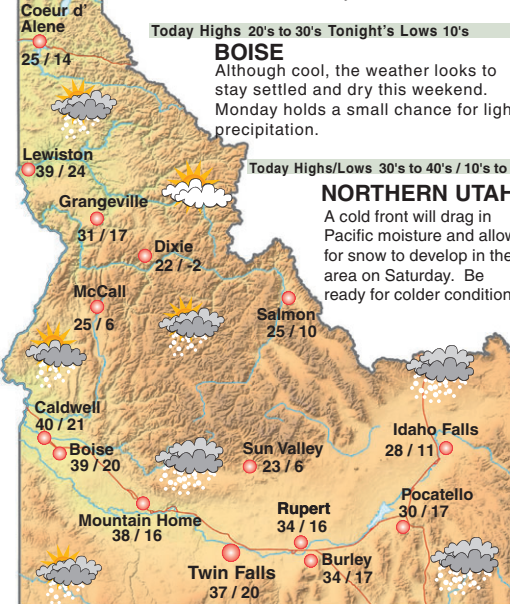 Coeur d'
Alene
25 / 14
Today Highs 20's to 30's Tonight's Lows 10's
BOISE
Although cool, the weather looks to
stay settled and dry this weekend.
Monday holds a small chance for ligh
precipitation.
Today Highs/Lows 30's to 40's / 10's to
NORTHERN UTAH
A cold front will drag in
Pacific moisture and allow
for snow to develop in the
area on Saturday. Be
ready for colder condition
Lewiston
39 / 24
Grangeville
31 / 17
Dixie
22 / -2
McCall
25 / 6
Salmon
25 / 10
Caldwell
40 / 21
Boise
39 / 20
Sun Valley
23 / 6
Idaho Falls
28 / 11
Mountain Home
38 / 16
Rupert
34 / 16
Pocatello
30 / 17
Twin Falls
37 / 20
Burley
34 / 17